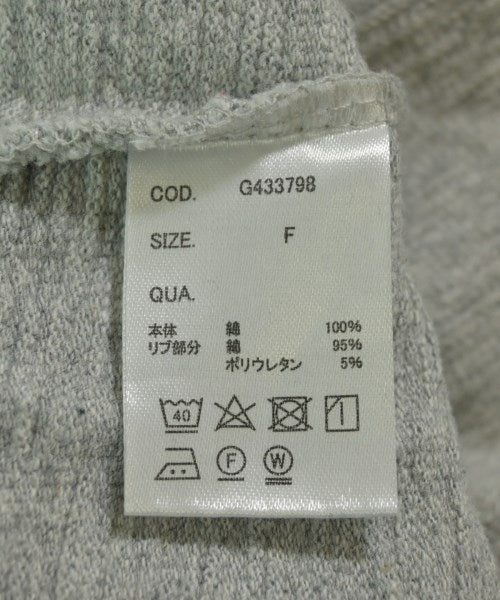 COD. G433798
SIZE. F
QUA.
本体 綿 100%
リブ部分 綿 95%
ポリウレタン 5%
40
F W